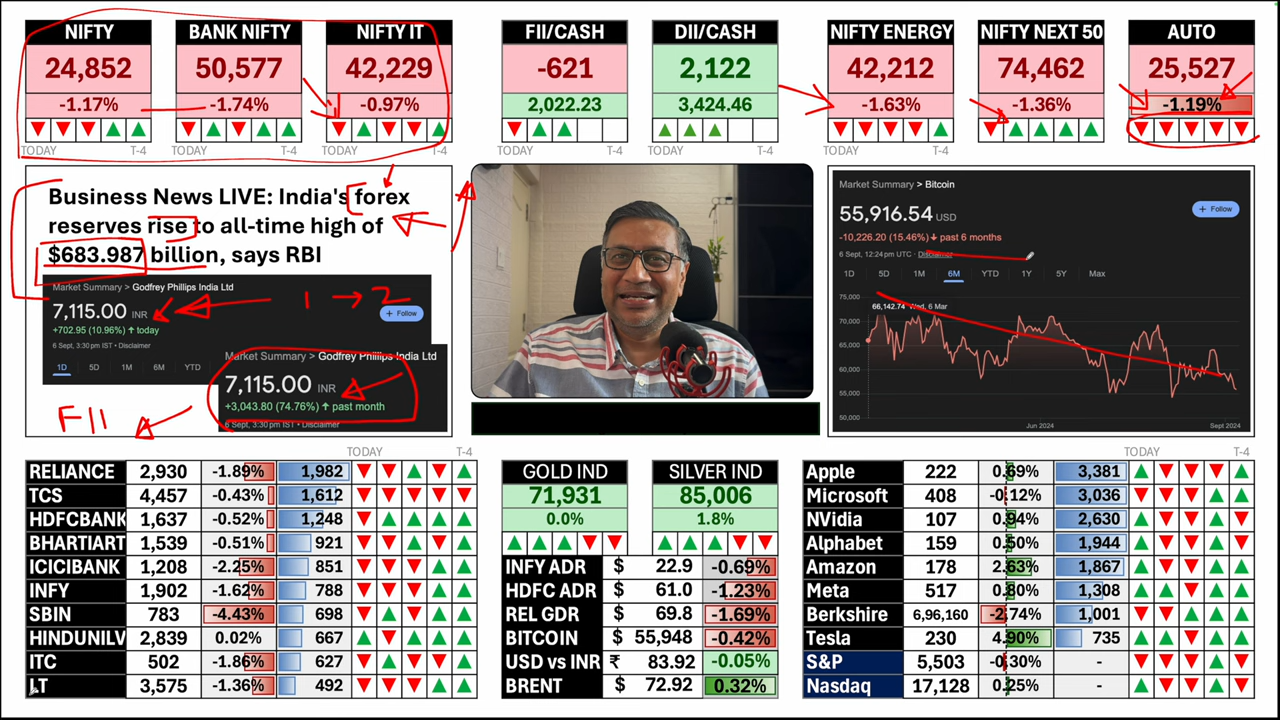 NIFTY
24,852
-1.17%
TODAY
BANK NIFTY
50,577
-1.74%
NIFTY IT
42,229
-0.97%
T-4
FII/CASH
-621
2,022.23
TODAY
DII/CASH
2,122
3,424.46
T-4
NIFTY ENERGY
42,212
-1.63%
TODAY
NIFTY NEXT 50
74,462
-1.36%
AUTO
25,527
-1.19%
T-4
Business News LIVE: India's forex
reserves rise to all-time high of
$683.987 billion, says RBI
Market Summary > Godfrey Phillips India Ltd
7,115.00 INR
+702.95 (10.96%) ↑ today
6 Sept, 3:30 pm IST • Disclaimer
+ Follow
1D 5D 1M 6M YTD
1 → 2
Market Summary > Godfrey Phillips India Ltd
7,115.00 INR
+3,043.80 (74.76%) ↑ past month
6 Sept, 3:30 pm IST • Disclaimer
FII
Market Summary > Bitcoin
55,916.54 USD
+ Follow
-10,226.20 (15.46%) ↓ past 6 months
6 Sept, 12:24 pm UTC • Disclaimer
1D 5D 1M 6M YTD 1Y 5Y Max
66,142.74 Wed, 6 Mar
75,000
70,000
65,000
60,000
55,000
50,000
Jun 2024 Sept 2024
TODAY T-4
RELIANCE 2,930 -1.89% 1,982
TCS 4,457 -0.43% 1,612
HDFCBANK 1,637 -0.52% 1,248
BHARTIART 1,539 -0.51% 921
ICICIBANK 1,208 -2.25% 851
INFY 1,902 -1.62% 788
SBIN 783 -4.43% 698
HINDUNILV 2,839 0.02% 667
ITC 502 -1.86% 627
LT 3,575 -1.36% 492
GOLD IND
71,931
0.0%
SILVER IND
85,006
1.8%
INFY ADR $ 22.9 -0.69%
HDFC ADR $ 61.0 -1.23%
REL GDR $ 69.8 -1.69%
BITCOIN $ 55,948 -0.42%
USD vs INR ₹ 83.92 -0.05%
BRENT $ 72.92 0.32%
TODAY T-4
Apple 222 0.69% 3,381
Microsoft 408 -0.12% 3,036
NVidia 107 0.94% 2,630
Alphabet 159 0.50% 1,944
Amazon 178 2.63% 1,867
Meta 517 0.80% 1,308
Berkshire 6,96,160 -2.74% 1,001
Tesla 230 4.90% 735
S&P 5,503 -0.30% -
Nasdaq 17,128 0.25% -